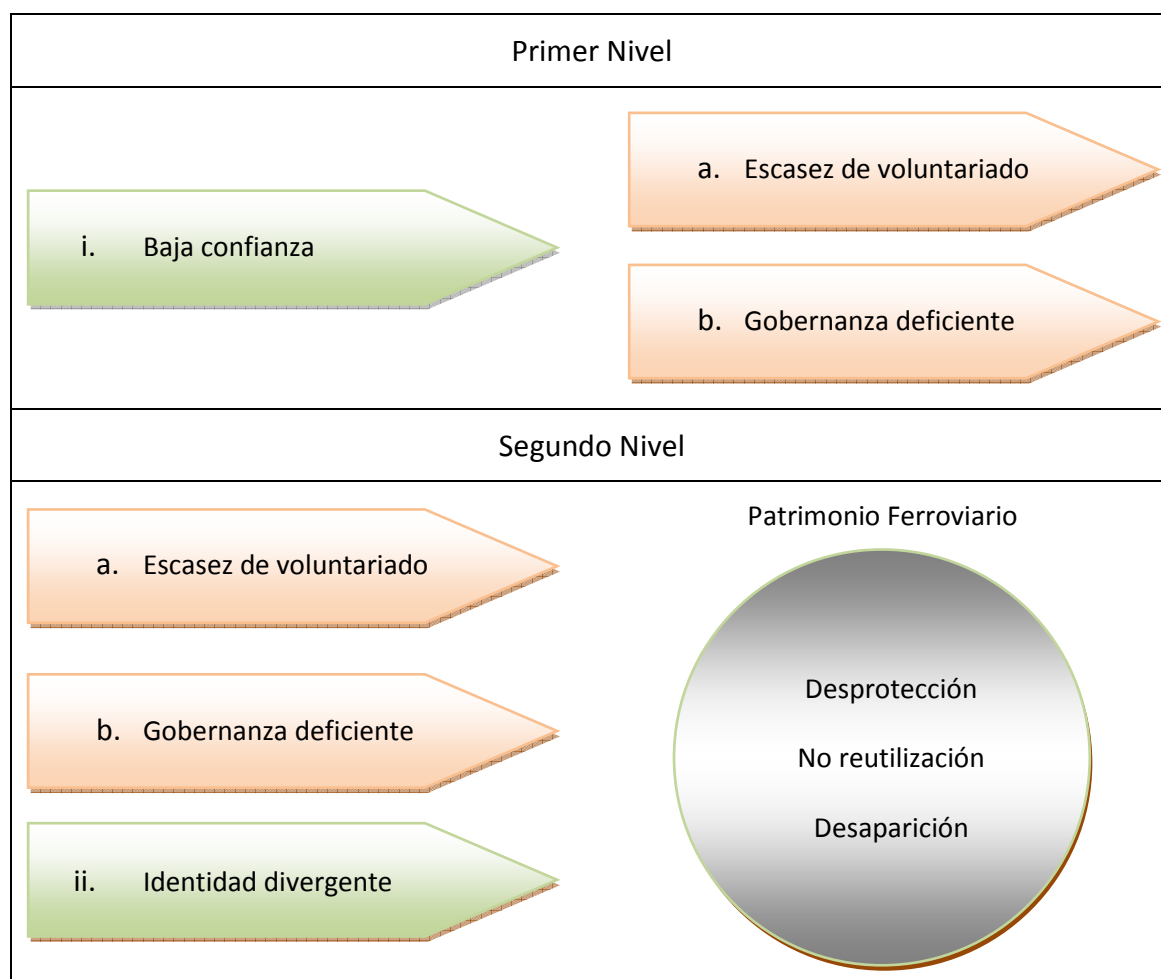 Primer Nivel
i. Baja confianza
a. Escasez de voluntariado
b. Gobernanza deficiente
Segundo Nivel
a. Escasez de voluntariado
b. Gobernanza deficiente
ii. Identidad divergente
Patrimonio Ferroviario
Desprotección
No reutilización
Desaparición